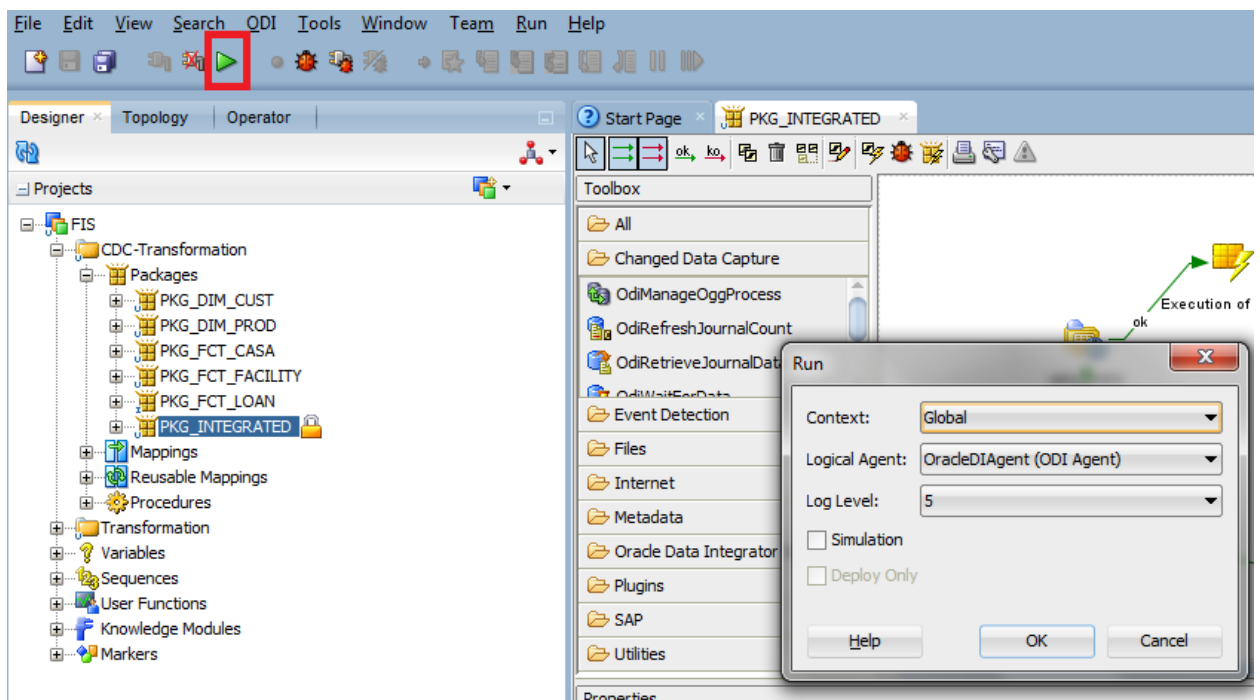 File Edit View Search ODI Tools Window Team Run Help
Designer Topology Operator
Projects
FIS
CDC-Transformation
Packages
PKG_DIM_CUST
PKG_DIM_PROD
PKG_FCT_CASA
PKG_FCT_FACILITY
PKG_FCT_LOAN
PKG_INTEGRATED
Mappings
Reusable Mappings
Procedures
Transformation
Variables
Sequences
User Functions
Knowledge Modules
Markers
Start Page PKG_INTEGRATED
ok ko
Toolbox
All
Changed Data Capture
OdiManageOggProcess
OdiRefreshJournalCount
OdiRetrieveJournalData
OdiWaitForData
Event Detection
Files
Internet
Metadata
Oracle Data Integrator
Plugins
SAP
Utilities
Properties
Execution of
ok
Run
Context: Global
Logical Agent: OracleDIAgent (ODI Agent)
Log Level: 5
Simulation
Deploy Only
Help OK Cancel